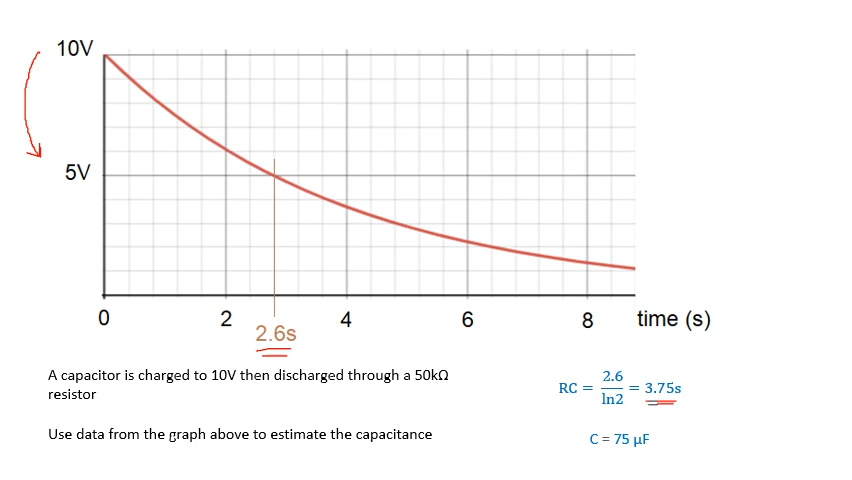 10V
5V
0 2 4 6 8 time (s)
2.6s
A capacitor is charged to 10V then discharged through a 50kΩ
resistor
Use data from the graph above to estimate the capacitance
RC = 2.6/ln2 = 3.75s
C = 75 μF